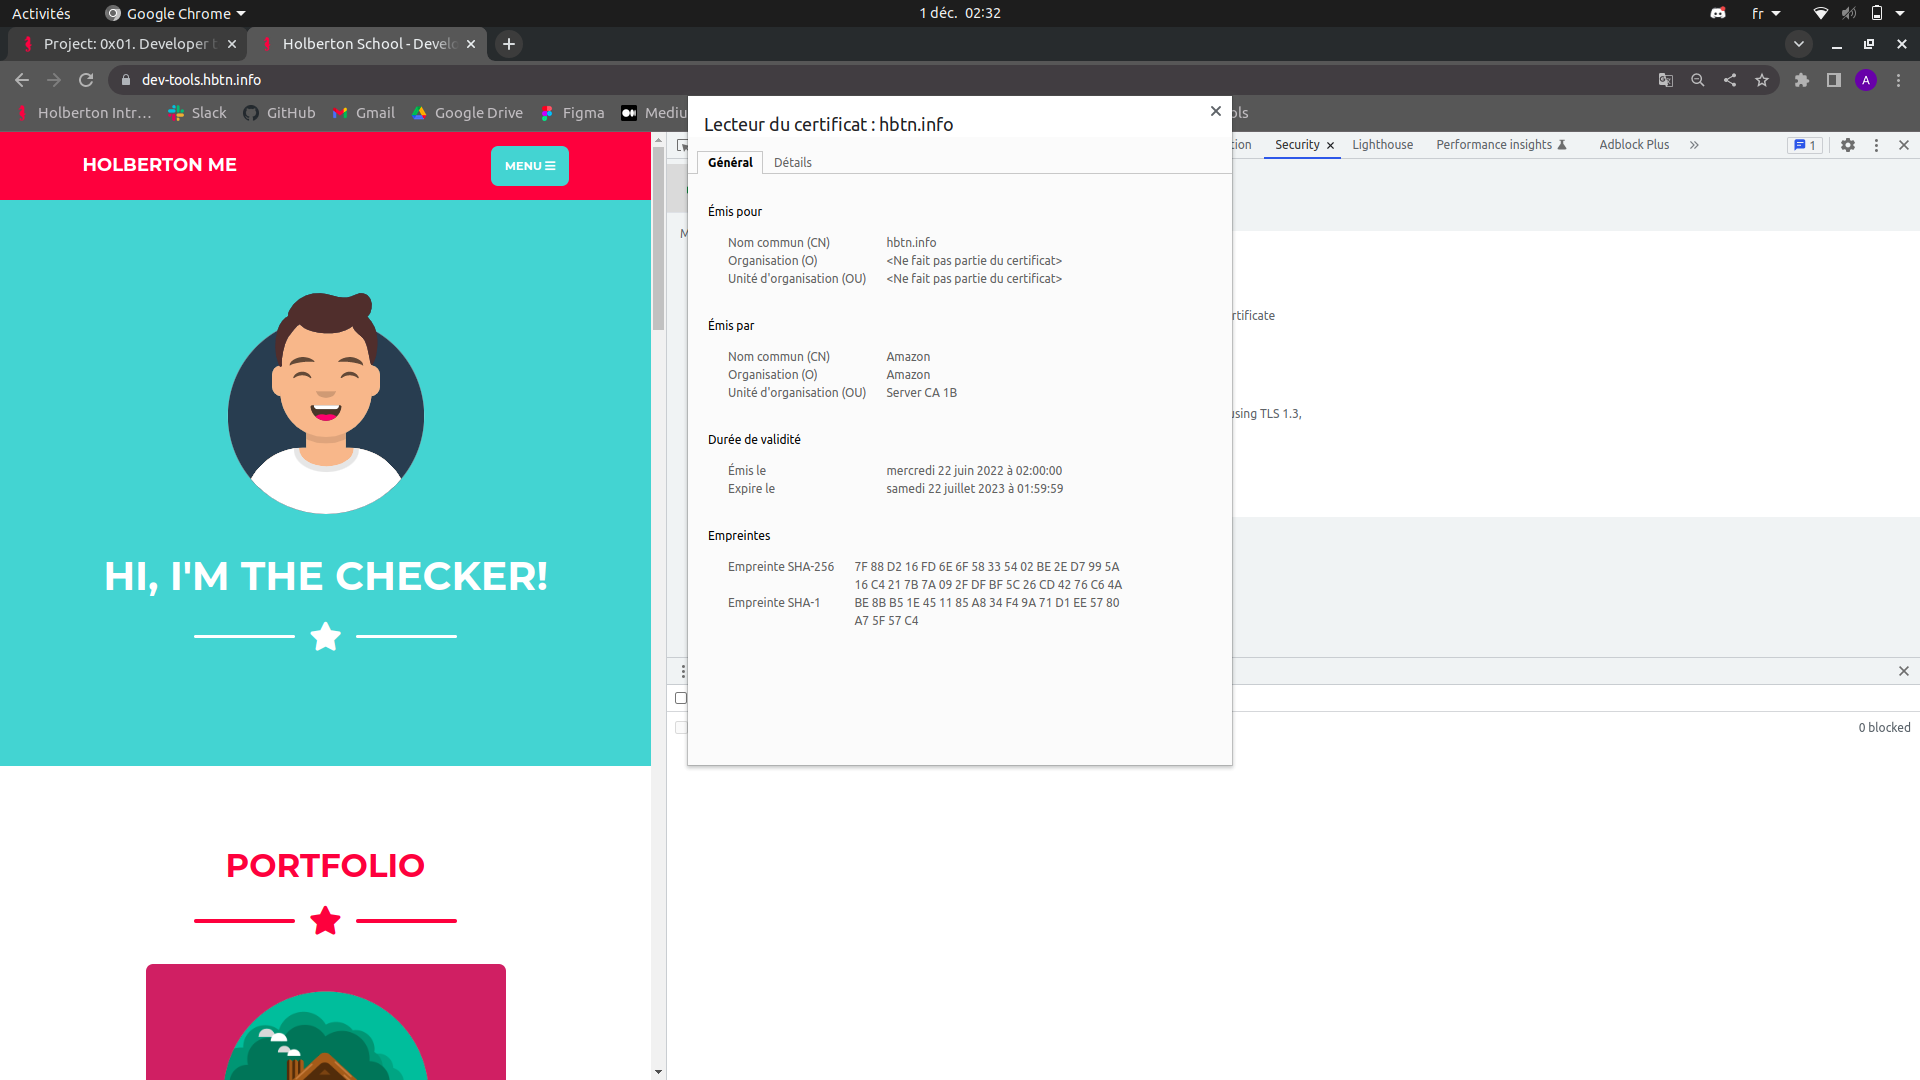 Activités
Google Chrome
1 déc. 02:32
fr
Project: 0x01. Developer t
Holberton School - Develo
dev-tools.hbtn.info
A
Holberton Intr…
Slack
GitHub
Gmail
Google Drive
Figma
Mediu
ols
HOLBERTON ME
MENU
HI, I'M THE CHECKER!
PORTFOLIO
Lecteur du certificat : hbtn.info
Général
Détails
Émis pour
Nom commun (CN) hbtn.info
Organisation (O) <Ne fait pas partie du certificat>
Unité d'organisation (OU) <Ne fait pas partie du certificat>
Émis par
Nom commun (CN) Amazon
Organisation (O) Amazon
Unité d'organisation (OU) Server CA 1B
Durée de validité
Émis le mercredi 22 juin 2022 à 02:00:00
Expire le samedi 22 juillet 2023 à 01:59:59
Empreintes
Empreinte SHA-256 7F 88 D2 16 FD 6E 6F 58 33 54 02 BE 2E D7 99 5A
16 C4 21 7B 7A 09 2F DF BF 5C 26 CD 42 76 C6 4A
Empreinte SHA-1 BE 8B B5 1E 45 11 85 A8 34 F4 9A 71 D1 EE 57 80
A7 5F 57 C4
tion
Security
Lighthouse
Performance insights
Adblock Plus
1
M
rtificate
using TLS 1.3,
0 blocked